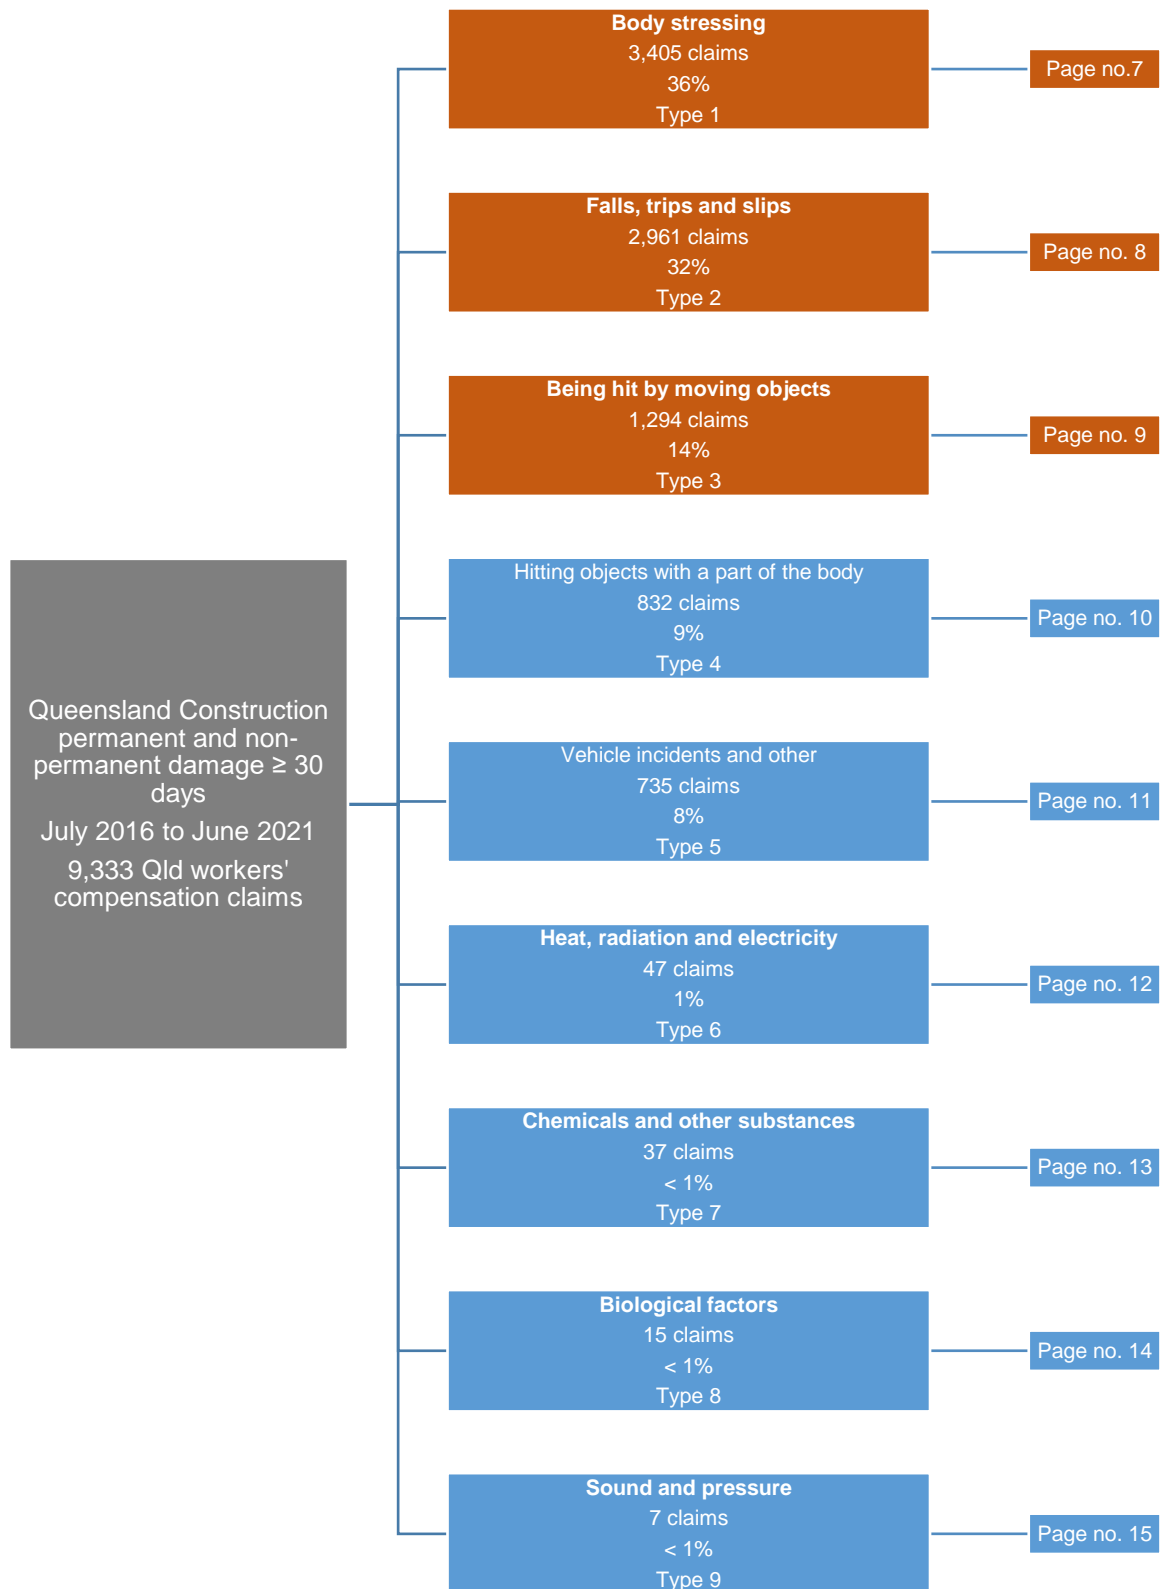 Body stressing
3,405 claims
36%
Type 1
Page no.7
Falls, trips and slips
2,961 claims
32%
Type 2
Page no. 8
Being hit by moving objects
1,294 claims
14%
Type 3
Page no. 9
Hitting objects with a part of the body
832 claims
9%
Type 4
Page no. 10
Queensland Construction
permanent and non-
permanent damage ≥ 30
days
July 2016 to June 2021
9,333 Qld workers'
compensation claims
Vehicle incidents and other
735 claims
8%
Type 5
Page no. 11
Heat, radiation and electricity
47 claims
1%
Type 6
Page no. 12
Chemicals and other substances
37 claims
< 1%
Type 7
Page no. 13
Biological factors
15 claims
< 1%
Type 8
Page no. 14
Sound and pressure
7 claims
< 1%
Type 9
Page no. 15